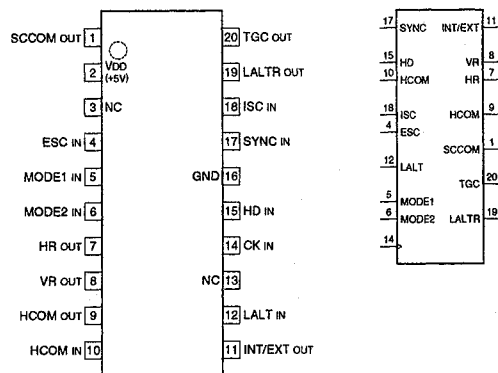 SCCOM OUT 1
VDD 2
(+5V)
NC 3
ESC IN 4
MODE1 IN 5
MODE2 IN 6
HR OUT 7
VR OUT 8
HCOM OUT 9
HCOM IN 10
20 TGC OUT
19 LALTR OUT
18 ISC IN
17 SYNC IN
GND 16
15 HD IN
14 CK IN
NC 13
12 LALT IN
11 INT/EXT OUT
17 SYNC INT/EXT 11
15 HD VR 8
10 HCOM HR 7
18 ISC HCOM 9
4 ESC
SCCOM 1
12 LALT
TGC 20
5 MODE1
6 MODE2 LALTR 19
14